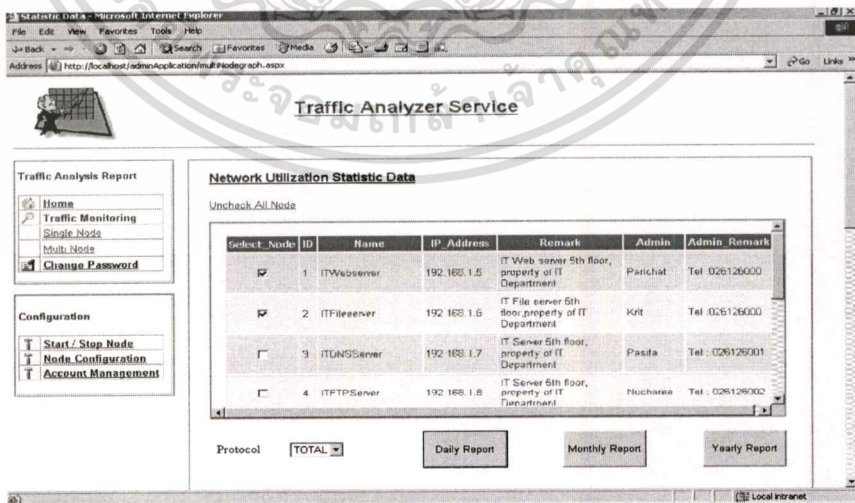 Statistic Data - Microsoft Internet Explorer
File Edit View Favorites Tools Help
Back Search Favorites Media
Address http://localhost/adminApplication/multiNodegraph.aspx Go Links »
Traffic Analyzer Service
Traffic Analysis Report
Home
Traffic Monitoring
Single Node
Multi Node
Change Password
Configuration
Start / Stop Node
Node Configuration
Account Management
Network Utilization Statistic Data
Uncheck All Node
Select_Node ID Name IP_Address Remark Admin Admin_Remark
1 ITWebserver 192.168.1.5 IT Web server 5th floor, property of IT Department Parichat Tel :026126000
2 ITFileserver 192.168.1.6 IT File server 5th floor,property of IT Department Krit Tel :026126000
3 ITDNSServer 192.168.1.7 IT Server 5th floor, property of IT Department Pasita Tel : 026126001
4 ITFTPServer 192.168.1.8 IT Server 5th floor, property of IT Department Nucharee Tel : 026126002
Protocol TOTAL Daily Report Monthly Report Yearly Report
Local intranet